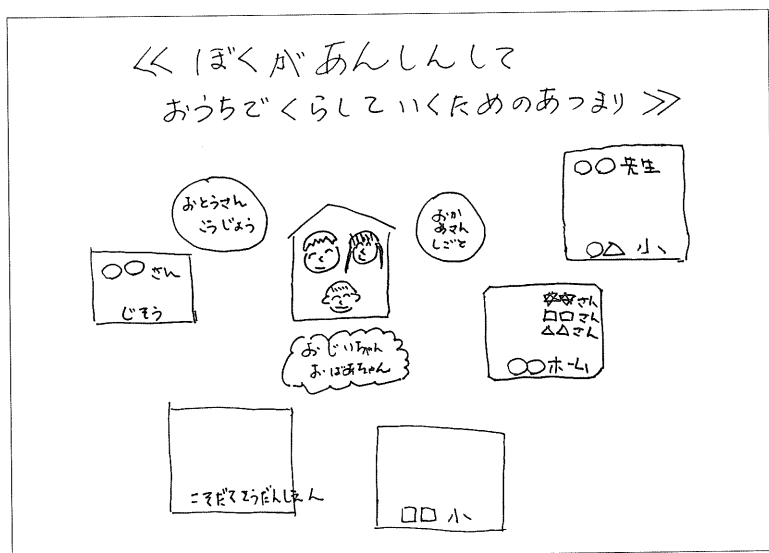 ≪ ぼくがあんしんして
おうちでくらしていくためのあつまり ≫
おとうさん
こうじょう
おか
あさん
しごと
○○先生
○△ 小
○○さん
じそう
☆☆さん
□□さん
△△さん
○○ホーム
おじいちゃん
おばあちゃん
こそだてそうだんしえん
□□ 小